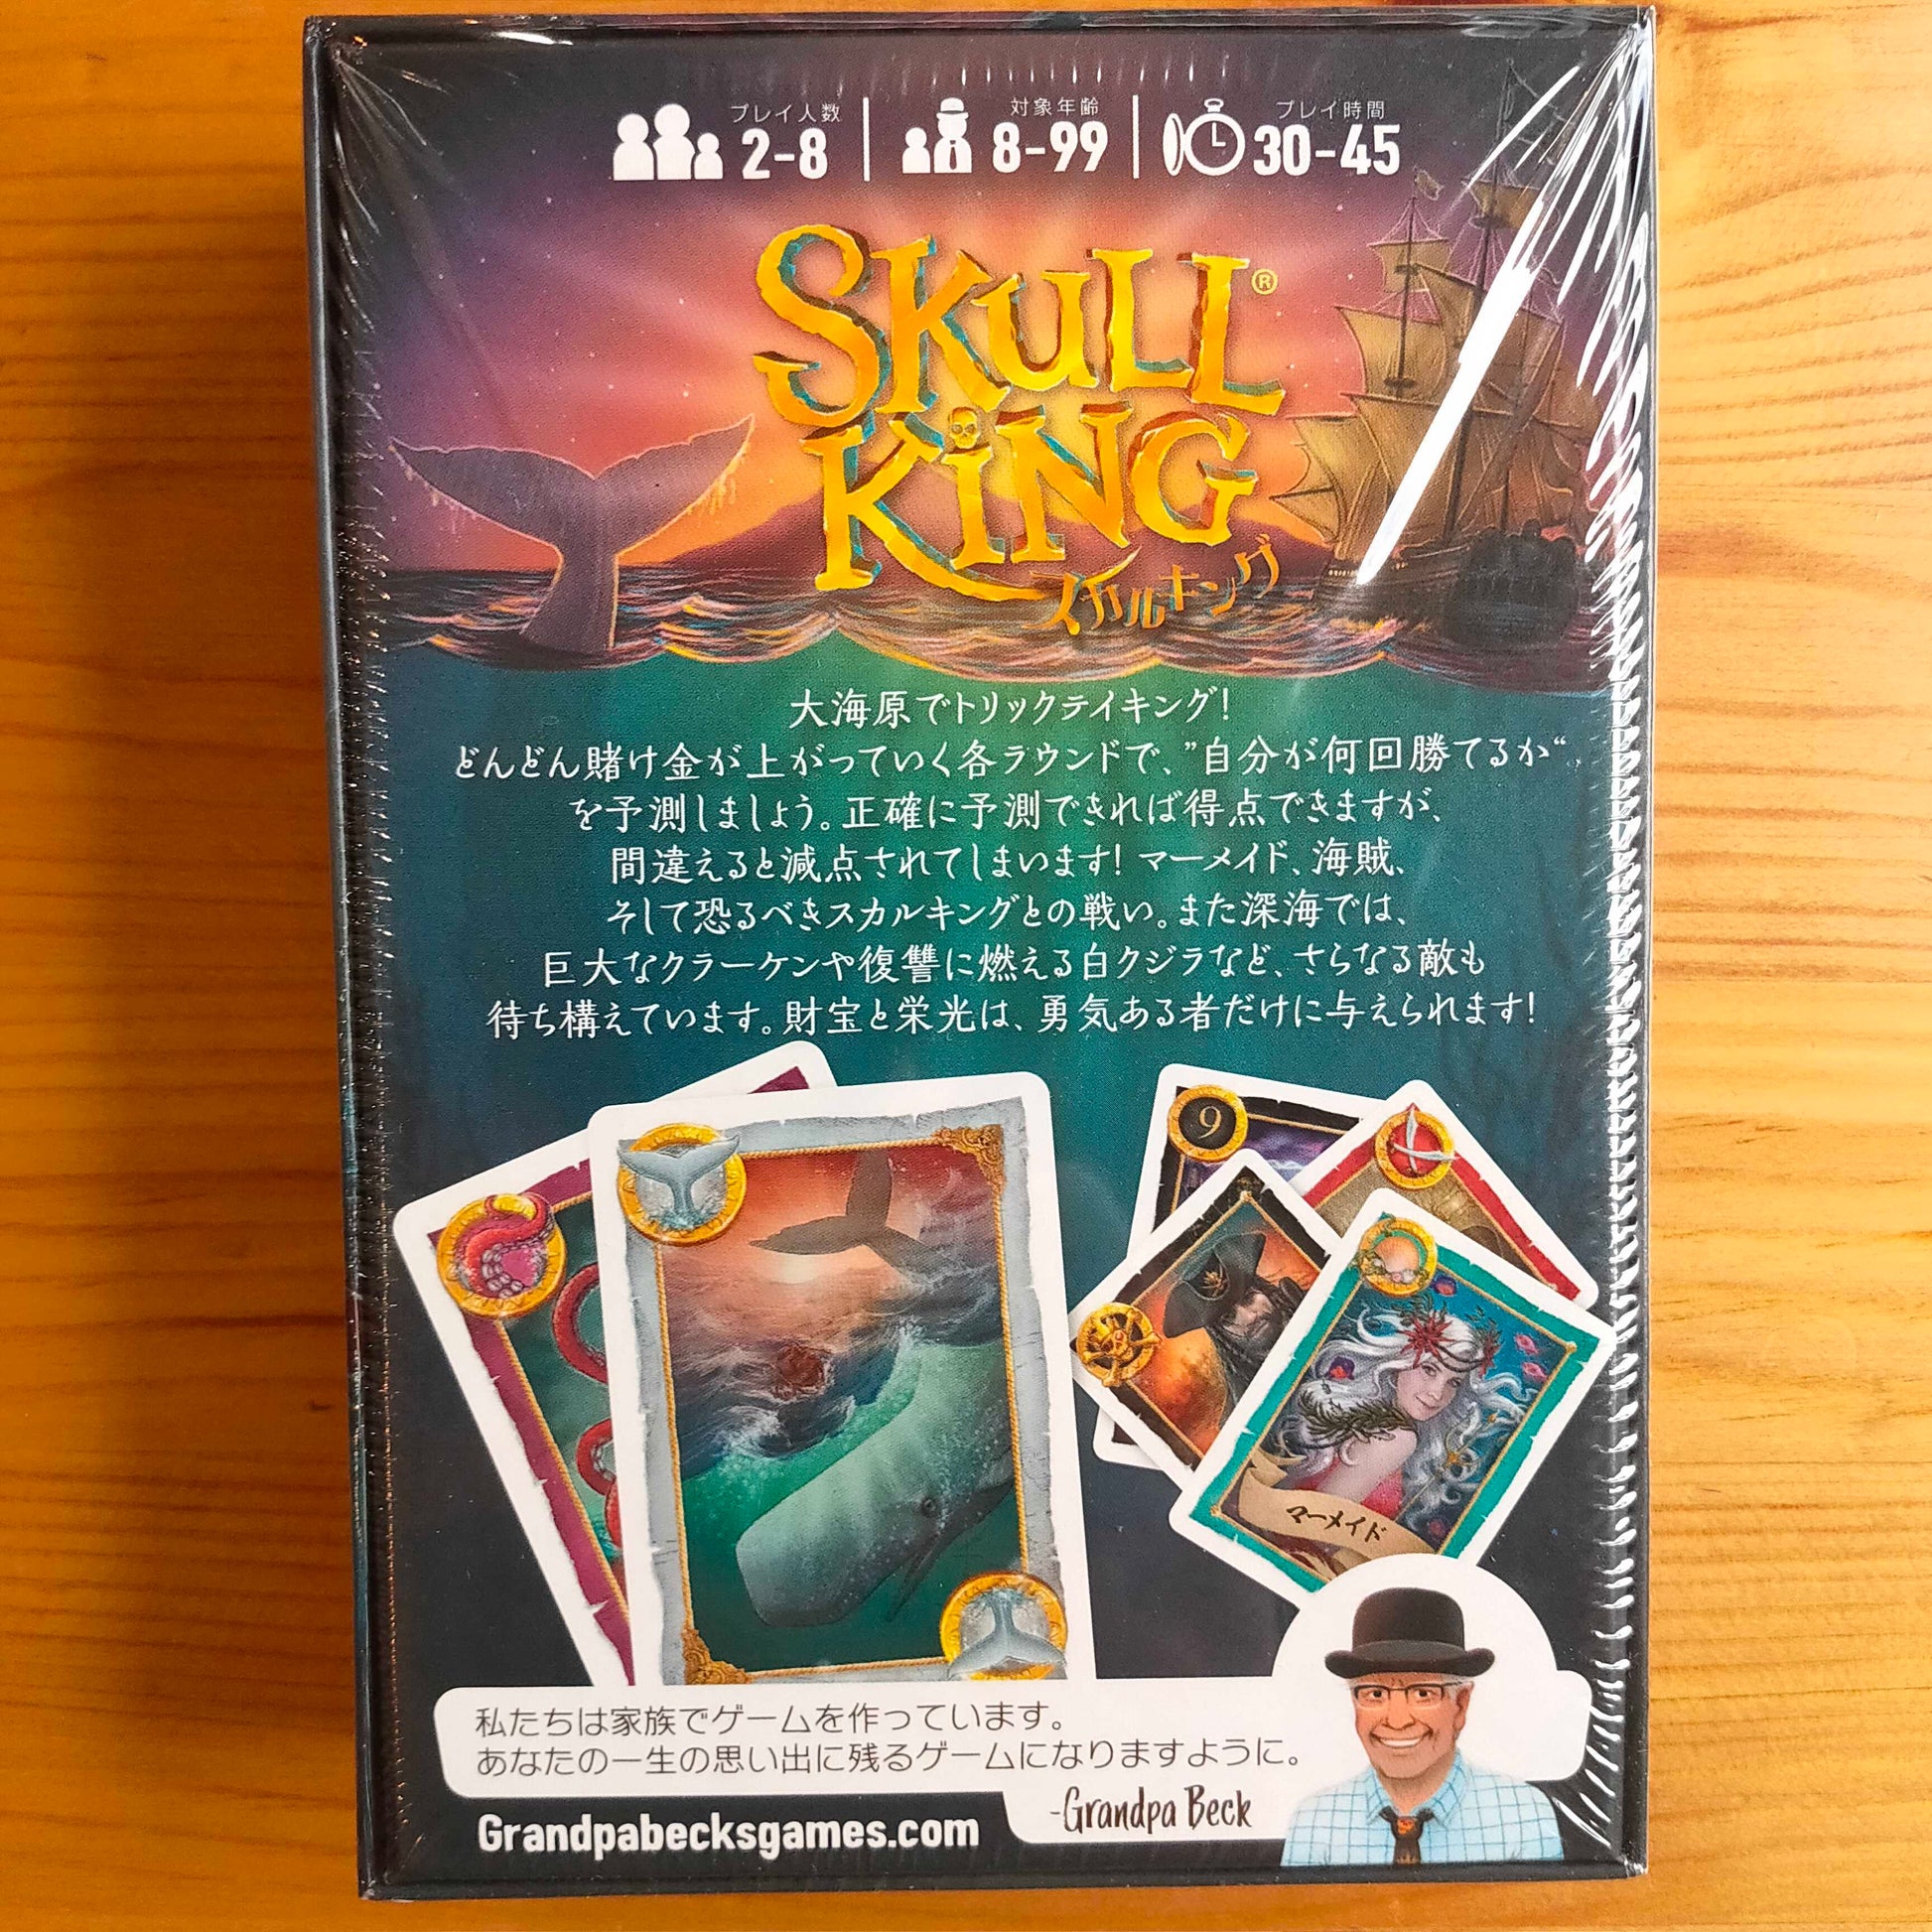 プレイ人数
2-8
対象年齢
8-99
プレイ時間
30-45
SKULL®
KING
スカルキング
大海原でトリックテイキング!
どんどん賭け金が上がっていく各ラウンドで、”自分が何回勝てるか“
を予測しましょう。正確に予測できれば得点できますが、
間違えると減点されてしまいます! マーメイド、海賊、
そして恐るべきスカルキングとの戦い。また深海では、
巨大なクラーケンや復讐に燃える白クジラなど、さらなる敵も
待ち構えています。財宝と栄光は、勇気ある者だけに与えられます!
9
マーメイド
私たちは家族でゲームを作っています。
あなたの一生の思い出に残るゲームになりますように。
-Grandpa Beck
Grandpabecksgames.com